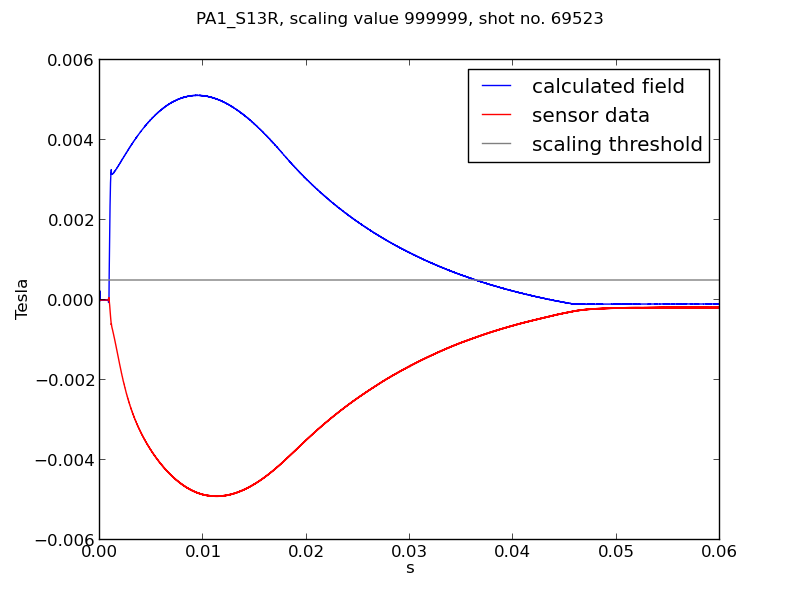 PA1_S13R, scaling value 999999, shot no. 69523
calculated field
sensor data
scaling threshold
Tesla
0.006
0.004
0.002
0.000
−0.002
−0.004
−0.006
0.00 0.01 0.02 0.03 0.04 0.05 0.06
s